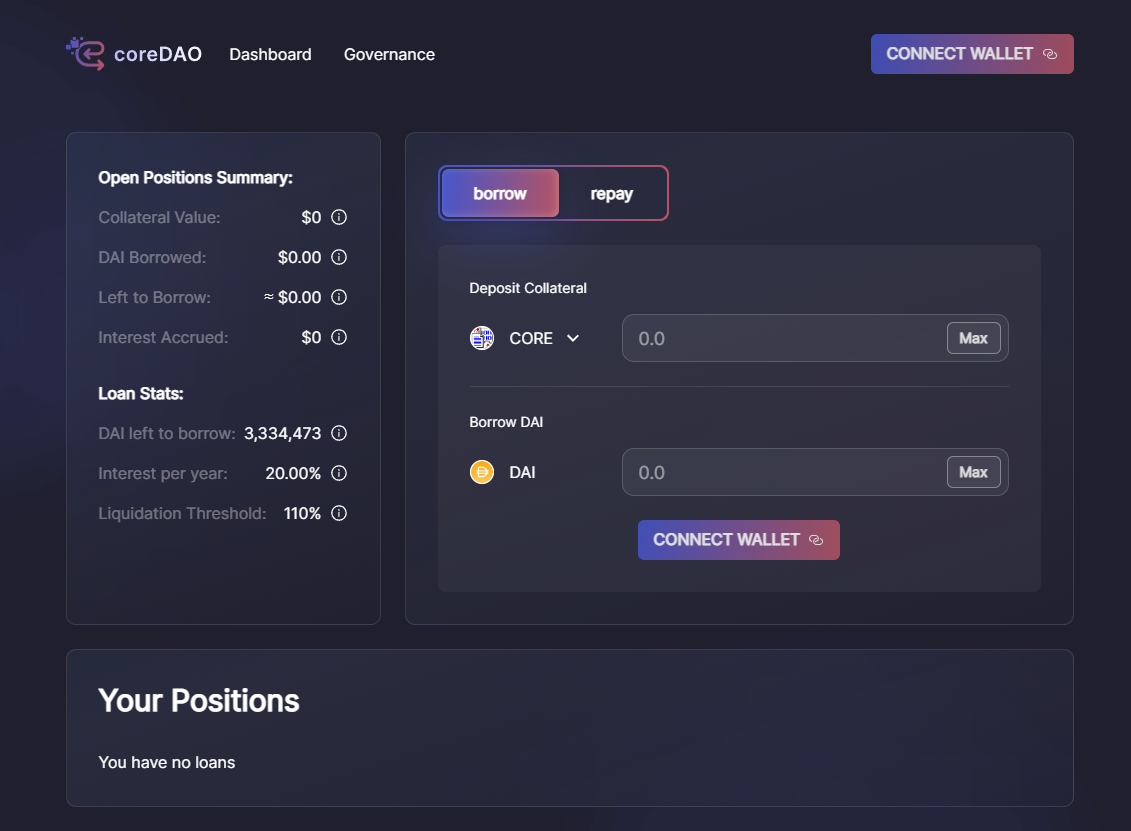 coreDAO Dashboard Governance CONNECT WALLET
Open Positions Summary:
Collateral Value: $0
DAI Borrowed: $0.00
Left to Borrow: ≈ $0.00
Interest Accrued: $0
Loan Stats:
DAI left to borrow: 3,334,473
Interest per year: 20.00%
Liquidation Threshold: 110%
borrow repay
Deposit Collateral
CORE 0.0 Max
Borrow DAI
DAI 0.0 Max
CONNECT WALLET
Your Positions
You have no loans